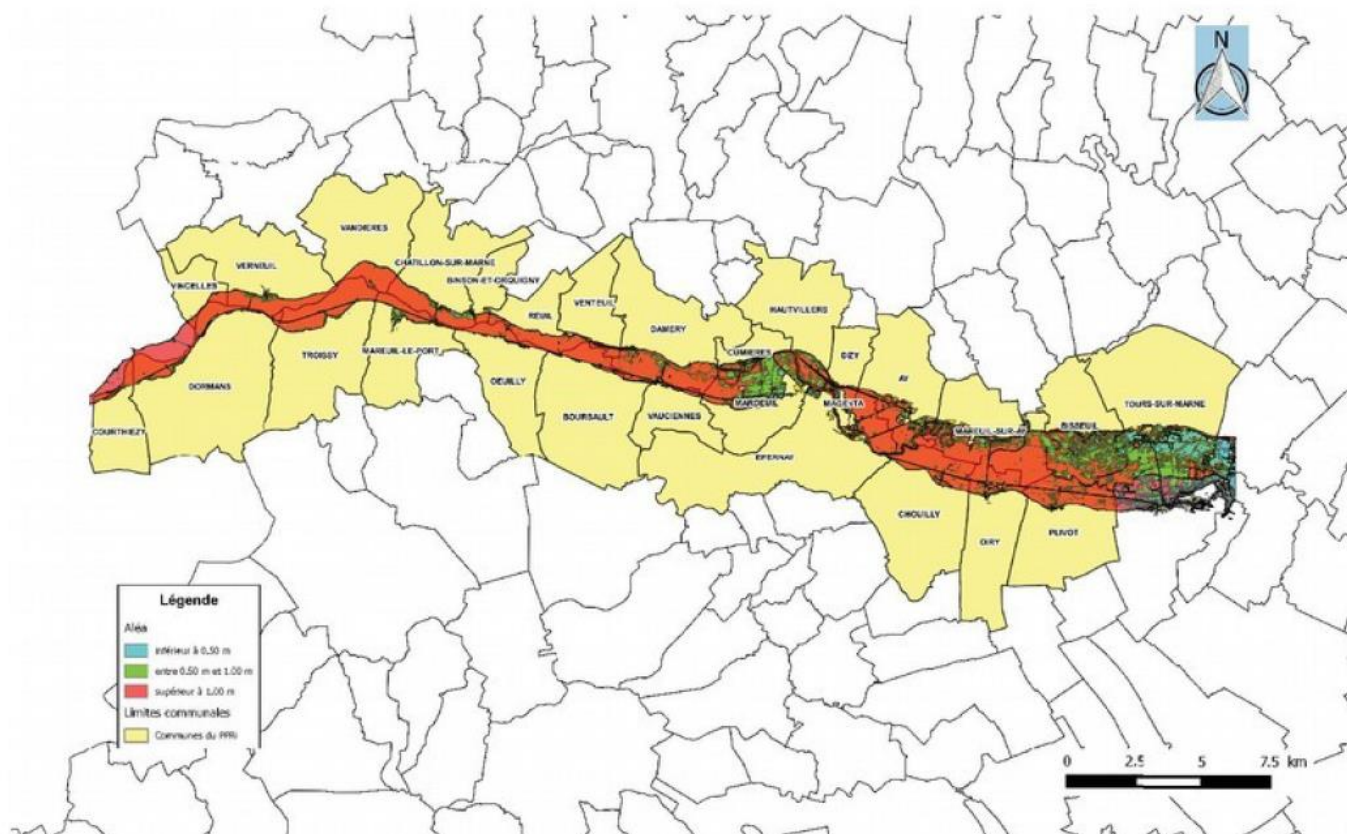 N
VANDIERES
CHATILLON-SUR-MARNE
VERNEUIL
BINSON-ET-ORQUIGNY
VINCELLES
REUIL
VENTEUIL
HAUTVILLERS
DAMERY
CUMIERES
DIZY
TROISSY
MAREUIL-LE-PORT
AY
DORMANS
OEUILLY
MARDEUIL
MAGENTA
TOURS-SUR-MARNE
BOURSAULT
VAUCIENNES
MAREUIL-SUR-AY
BISSEUIL
COURTHIEZY
EPERNAY
CHOUILLY
OIRY
PLIVOT
Légende
Aléa
inférieur à 0.50 m
entre 0.50 m et 1.00 m
supérieur à 1.00 m
Limites communales
Communes du PPRi
0 2.5 5 7.5 km